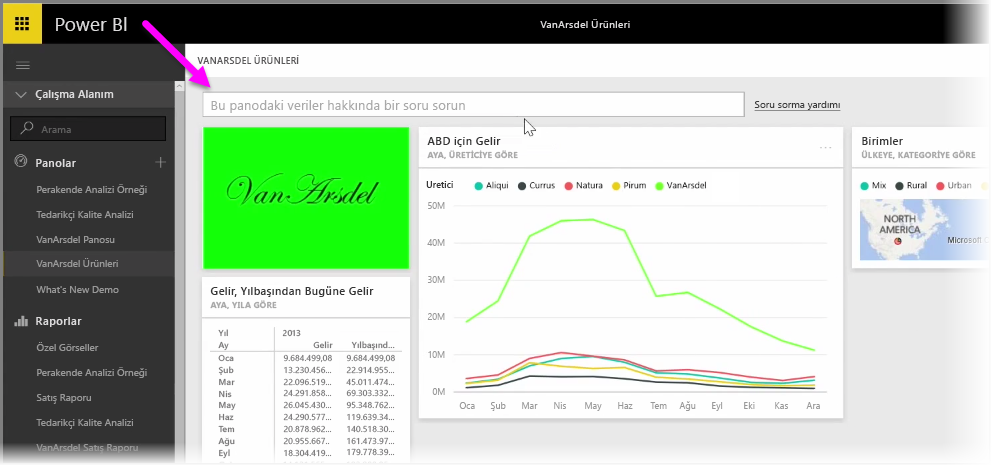 Power BI
VanArsdel Ürünleri
VANARSDEL ÜRÜNLERİ
Çalışma Alanım
Arama
Panolar
Perakende Analizi Örneği
Tedarikçi Kalite Analizi
VanArsdel Panosu
VanArsdel Ürünleri
What's New Demo
Raporlar
Özel Görseller
Perakende Analizi Örneği
Satış Raporu
Tedarikçi Kalite Analizi
VanArsdel Satış Raporu
Bu panodaki veriler hakkında bir soru sorun
Soru sorma yardımı
VanArsdel
Gelir, Yılbaşından Bugüne Gelir
AYA, YILA GÖRE
Yıl 2013
Ay Gelir Yılbaşınd...
Oca 9.684.499,08 9.684.499,08
Şub 13.230.456... 22.914.955...
Mar 22.096.519... 45.011.474...
Nis 24.291.858... 69.303.332...
May 26.045.430... 95.348.762...
Haz 24.290.577... 119.639.34...
Tem 20.878.962... 140.518.30...
Ağu 20.955.667... 161.473.97...
Eyl 18.304.419... 179.778.39...
ABD için Gelir
...
AYA, ÜRETİCİYE GÖRE
Uretici Aliqui Currus Natura Pirum VanArsdel
50M
40M
30M
20M
10M
0M
Oca Şub Mar Nis May Haz Tem Ağu Eyl Eki Kas Ara
Birimler
ÜLKEYE, KATEGORİYE GÖRE
Mix Rural Urban
NORTH
AMERICA
Microsoft C